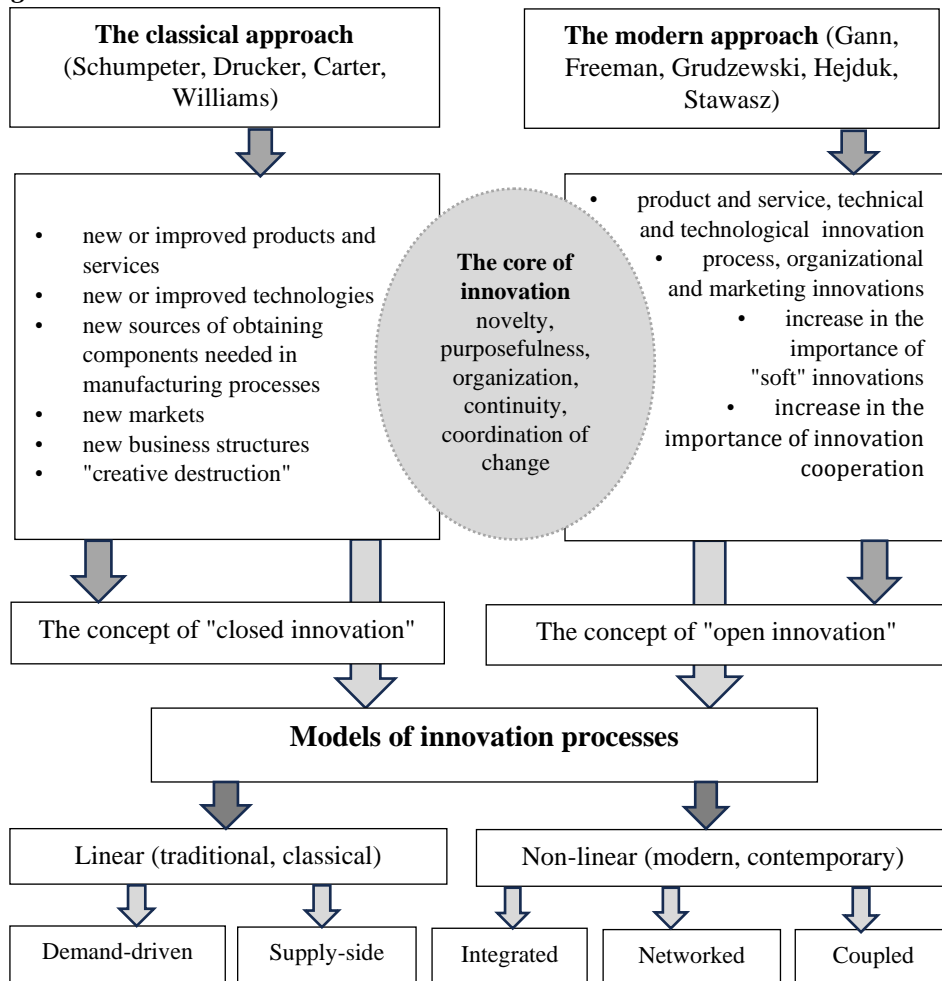 The classical approach
(Schumpeter, Drucker, Carter,
Williams)
The modern approach (Gann,
Freeman, Grudzewski, Hejduk,
Stawasz)
• new or improved products and
services
• new or improved technologies
• new sources of obtaining
components needed in
manufacturing processes
• new markets
• new business structures
• "creative destruction"
The core of
innovation
novelty,
purposefulness,
organization,
continuity,
coordination of
change
• product and service, technical
and technological innovation
• process, organizational
and marketing innovations
• increase in the
importance of
"soft" innovations
• increase in the
importance of innovation
cooperation
The concept of "closed innovation"
The concept of "open innovation"
Models of innovation processes
Linear (traditional, classical)
Non-linear (modern, contemporary)
Demand-driven
Supply-side
Integrated
Networked
Coupled